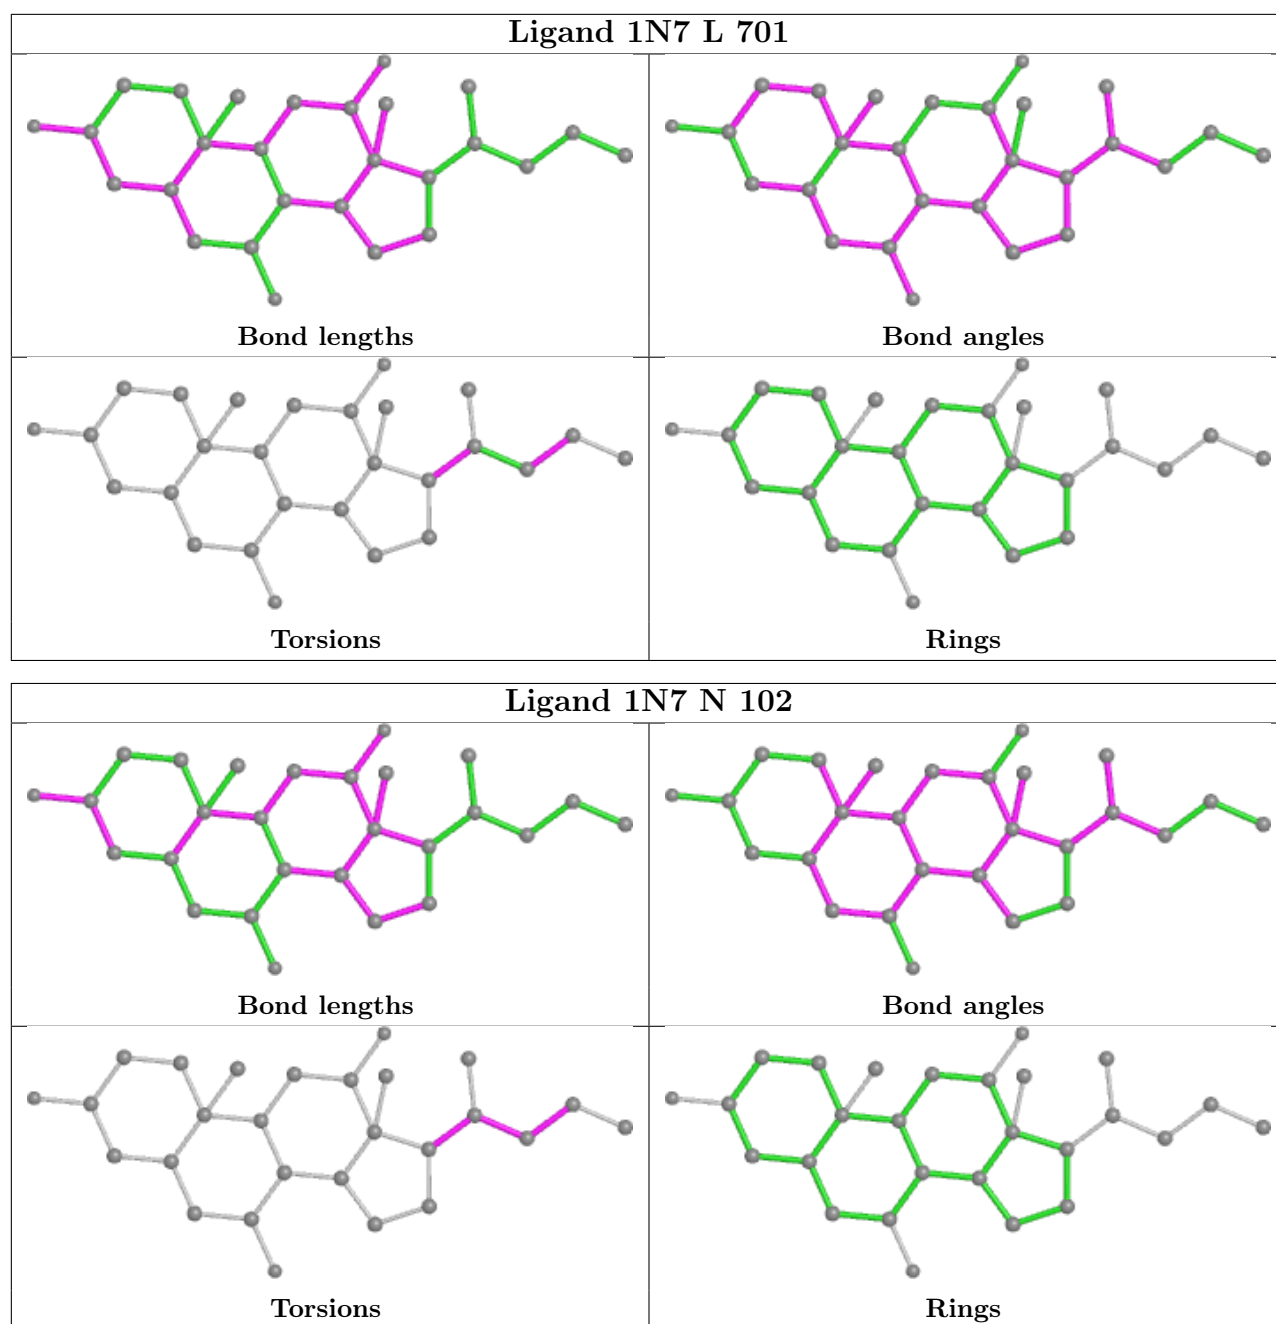 Ligand 1N7 L 701
Bond lengths
Bond angles
Torsions
Rings
Ligand 1N7 N 102
Bond lengths
Bond angles
Torsions
Rings